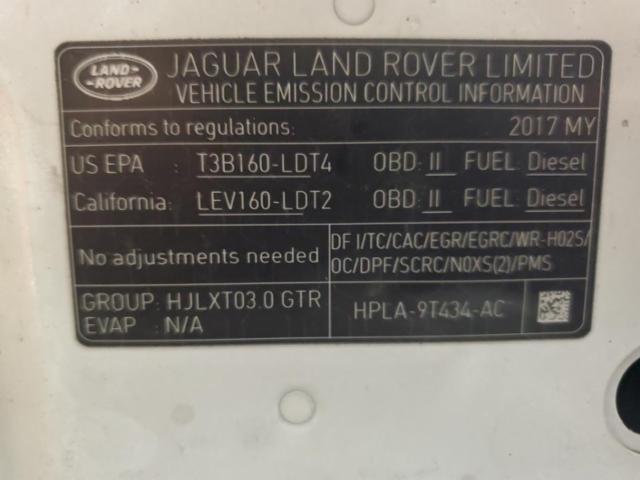 LAND-
-ROVER
JAGUAR LAND ROVER LIMITED
VEHICLE EMISSION CONTROL INFORMATION
Conforms to regulations: 2017 MY
US EPA : T3B160-LDT4 OBD: II FUEL: Diesel
California: LEV160-LDT2 OBD: II FUEL: Diesel
No adjustments needed
DF I/TC/CAC/EGR/EGRC/WR-HO2S/
OC/DPF/SCRC/NOXS(2)/PMS
GROUP: HJLXT03.0 GTR
EVAP : N/A
HPLA-9T434-AC